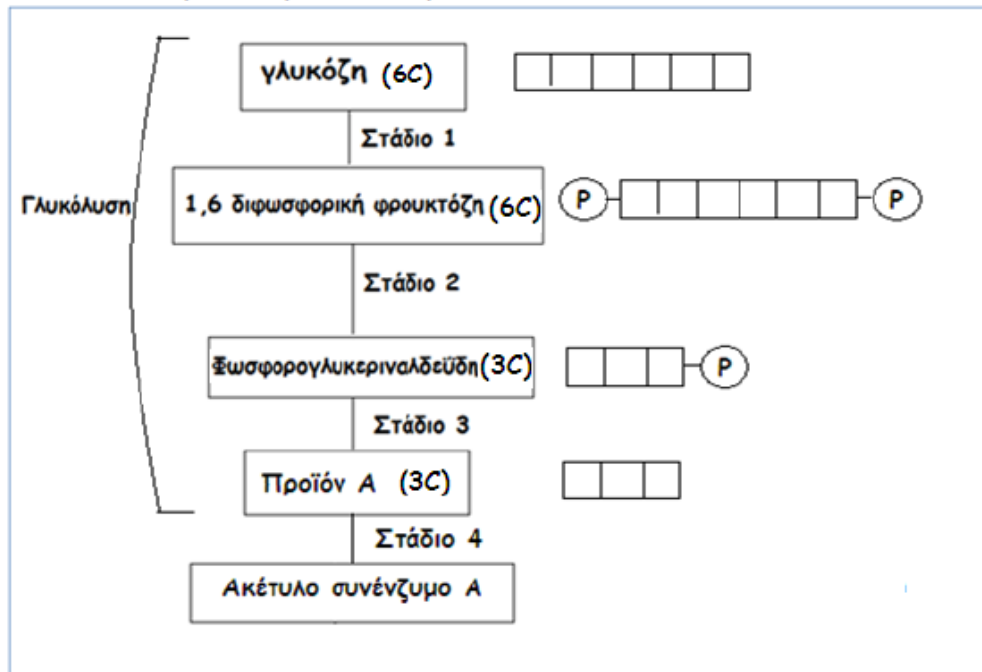 γλυκόζη (6C)
Στάδιο 1
Γλυκόλυση
1,6 διφωσφορική φρουκτόζη (6C)
P
P
Στάδιο 2
Φωσφορογλυκεριναλδεΰδη (3C)
P
Στάδιο 3
Προϊόν Α (3C)
Στάδιο 4
Ακέτυλο συνένζυμο Α